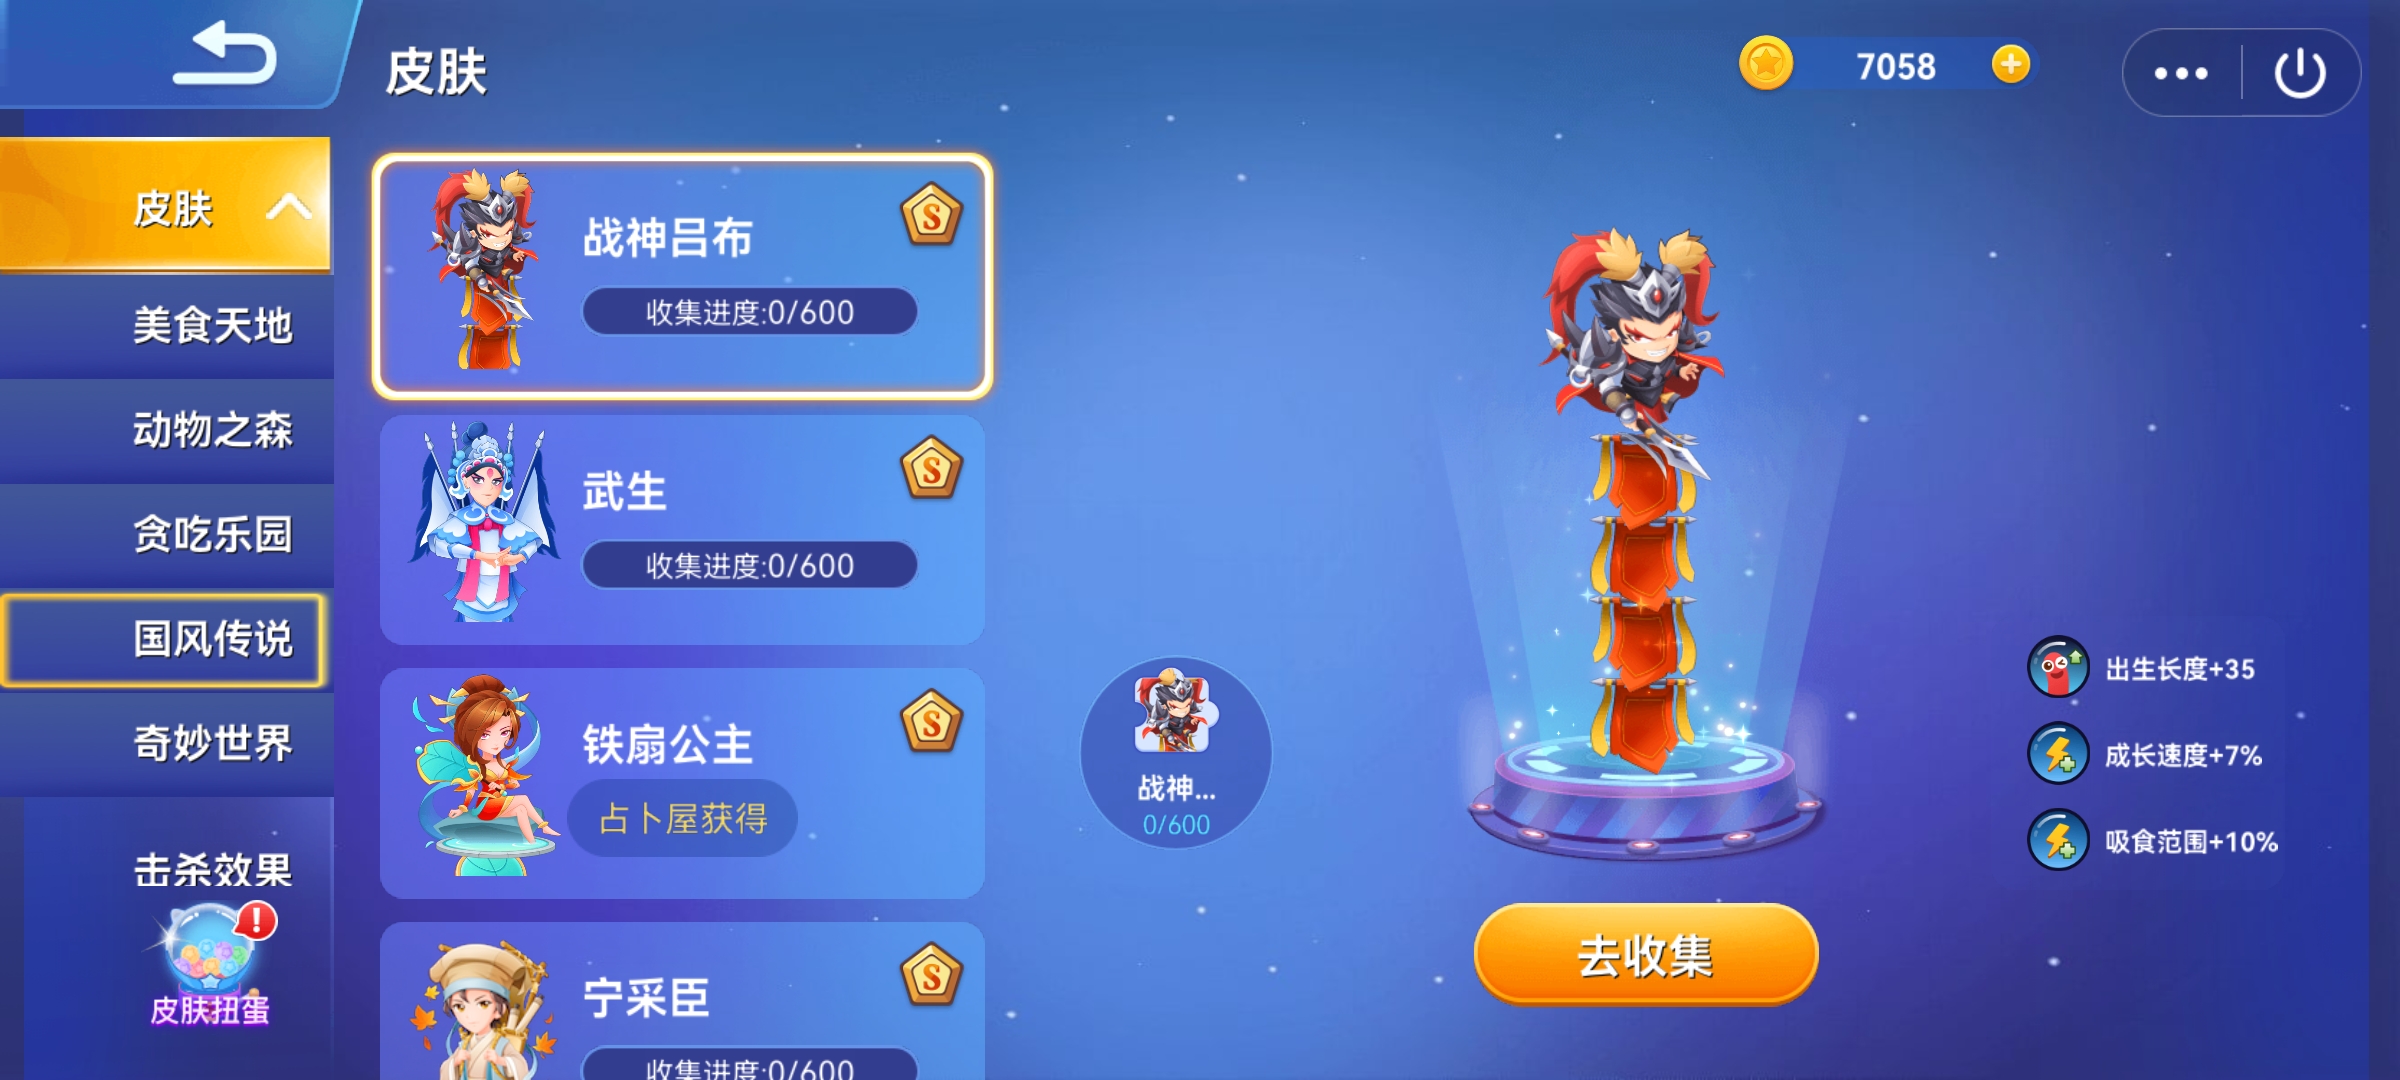 皮肤
7058
皮肤
美食天地
动物之森
贪吃乐园
国风传说
奇妙世界
击杀效果
皮肤扭蛋
战神吕布
S
收集进度:0/600
武生
S
收集进度:0/600
铁扇公主
S
占卜屋获得
宁采臣
S
收集进度:0/600
战神...
0/600
出生长度+35
成长速度+7%
吸食范围+10%
去收集